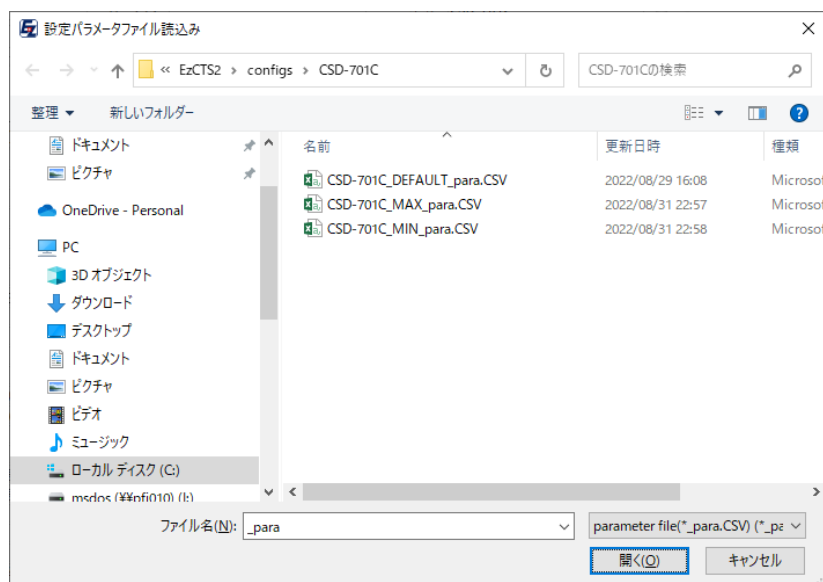 設定パラメータファイル読込み
« EzCTS2 › configs › CSD-701C
CSD-701Cの検索
整理 ▼ 新しいフォルダー
ドキュメント
ピクチャ
OneDrive - Personal
PC
3D オブジェクト
ダウンロード
デスクトップ
ドキュメント
ピクチャ
ビデオ
ミュージック
ローカル ディスク (C:)
msdos (¥¥pfi010) (I:)
名前 更新日時 種類
CSD-701C_DEFAULT_para.CSV 2022/08/29 16:08 Microso
CSD-701C_MAX_para.CSV 2022/08/31 22:57 Microso
CSD-701C_MIN_para.CSV 2022/08/31 22:58 Microso
ファイル名(N): _para
parameter file(*_para.CSV) (*_pa
開く(O) キャンセル